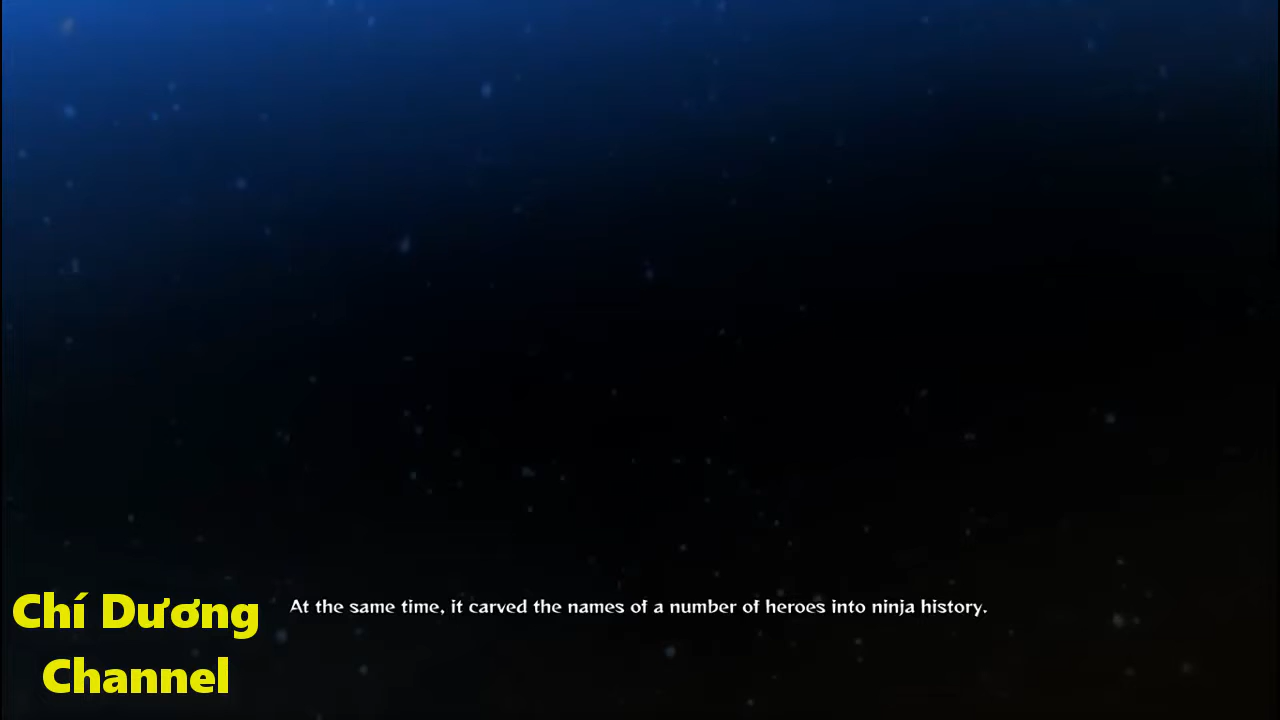 At the same time, it carved the names of a number of heroes into ninja history.
Chí Dương
Channel